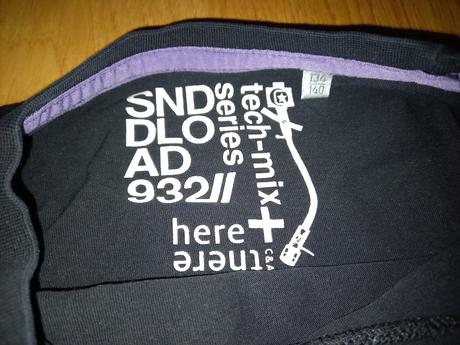 SND
DLO
AD
932//
series
tech-mix
here +
there
C&A
134
140